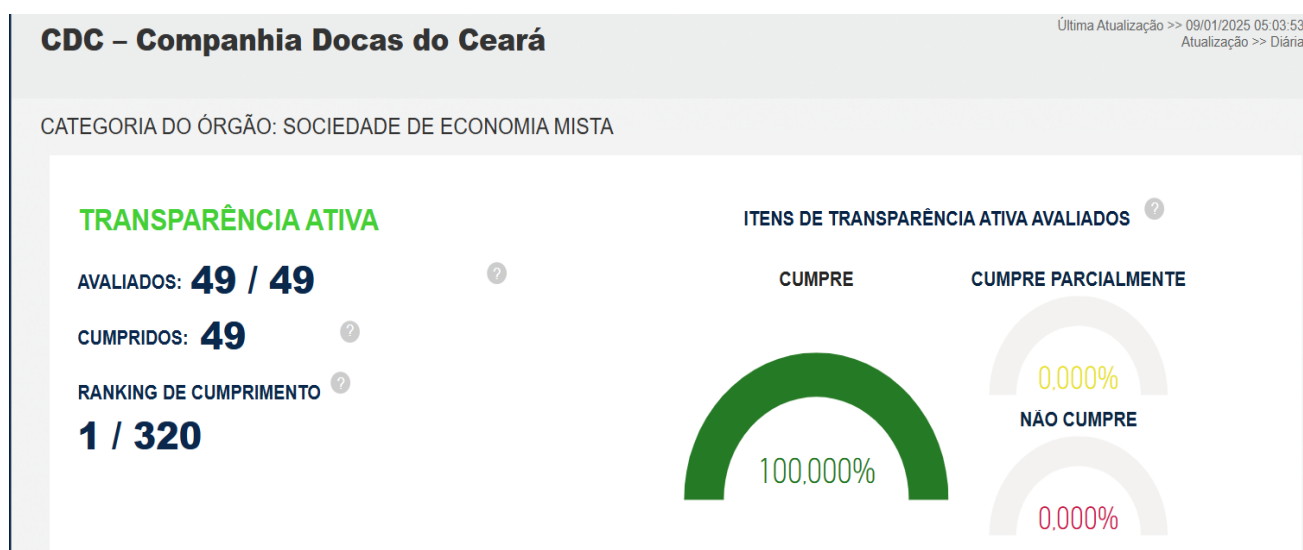 CDC – Companhia Docas do Ceará
Última Atualização >> 09/01/2025 05:03:53
Atualização >> Diária
CATEGORIA DO ÓRGÃO: SOCIEDADE DE ECONOMIA MISTA
TRANSPARÊNCIA ATIVA
AVALIADOS: 49 / 49 ?
CUMPRIDOS: 49 ?
RANKING DE CUMPRIMENTO ?
1 / 320
ITENS DE TRANSPARÊNCIA ATIVA AVALIADOS ?
CUMPRE
100,000%
CUMPRE PARCIALMENTE
0,000%
NÃO CUMPRE
0,000%